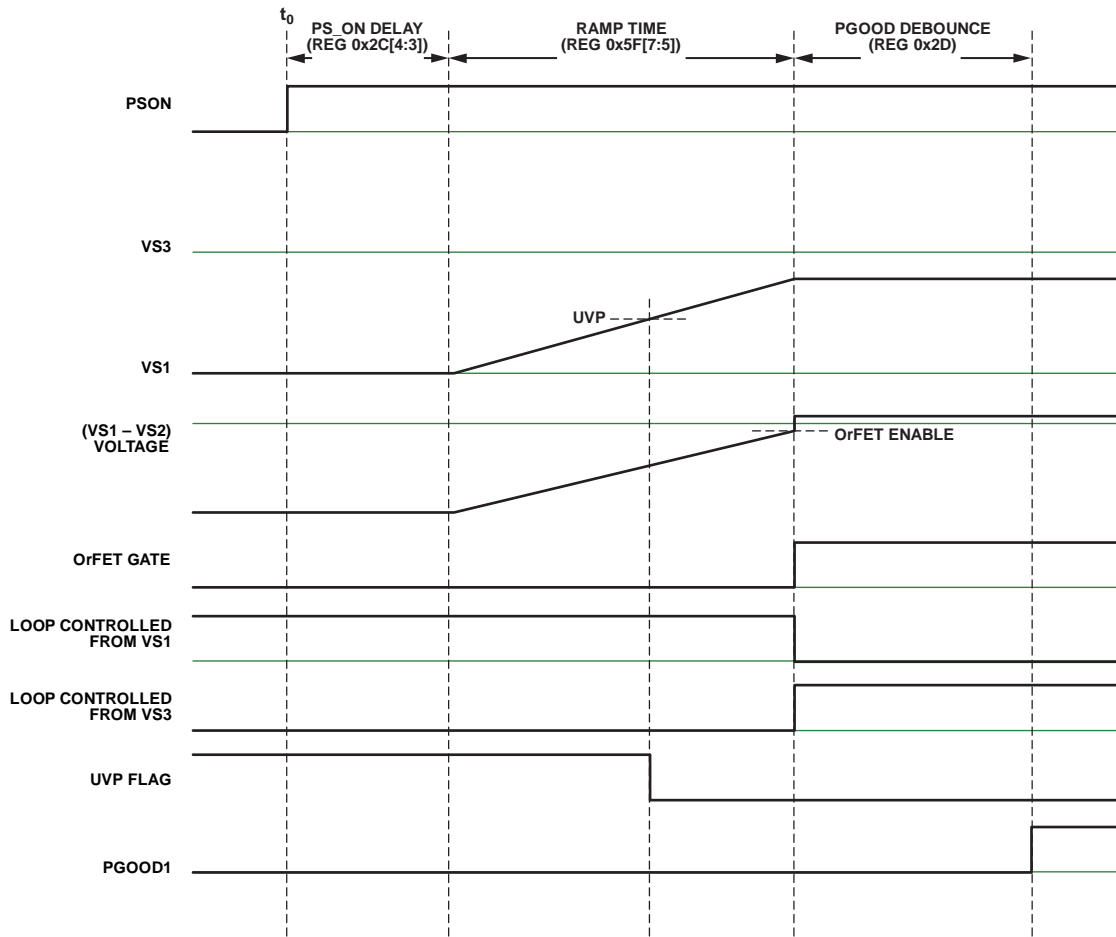 t0
PS_ON DELAY
(REG 0x2C[4:3])
RAMP TIME
(REG 0x5F[7:5])
PGOOD DEBOUNCE
(REG 0x2D)
PSON
VS3
UVP
VS1
(VS1 – VS2)
VOLTAGE
OrFET ENABLE
OrFET GATE
LOOP CONTROLLED
FROM VS1
LOOP CONTROLLED
FROM VS3
UVP FLAG
PGOOD1